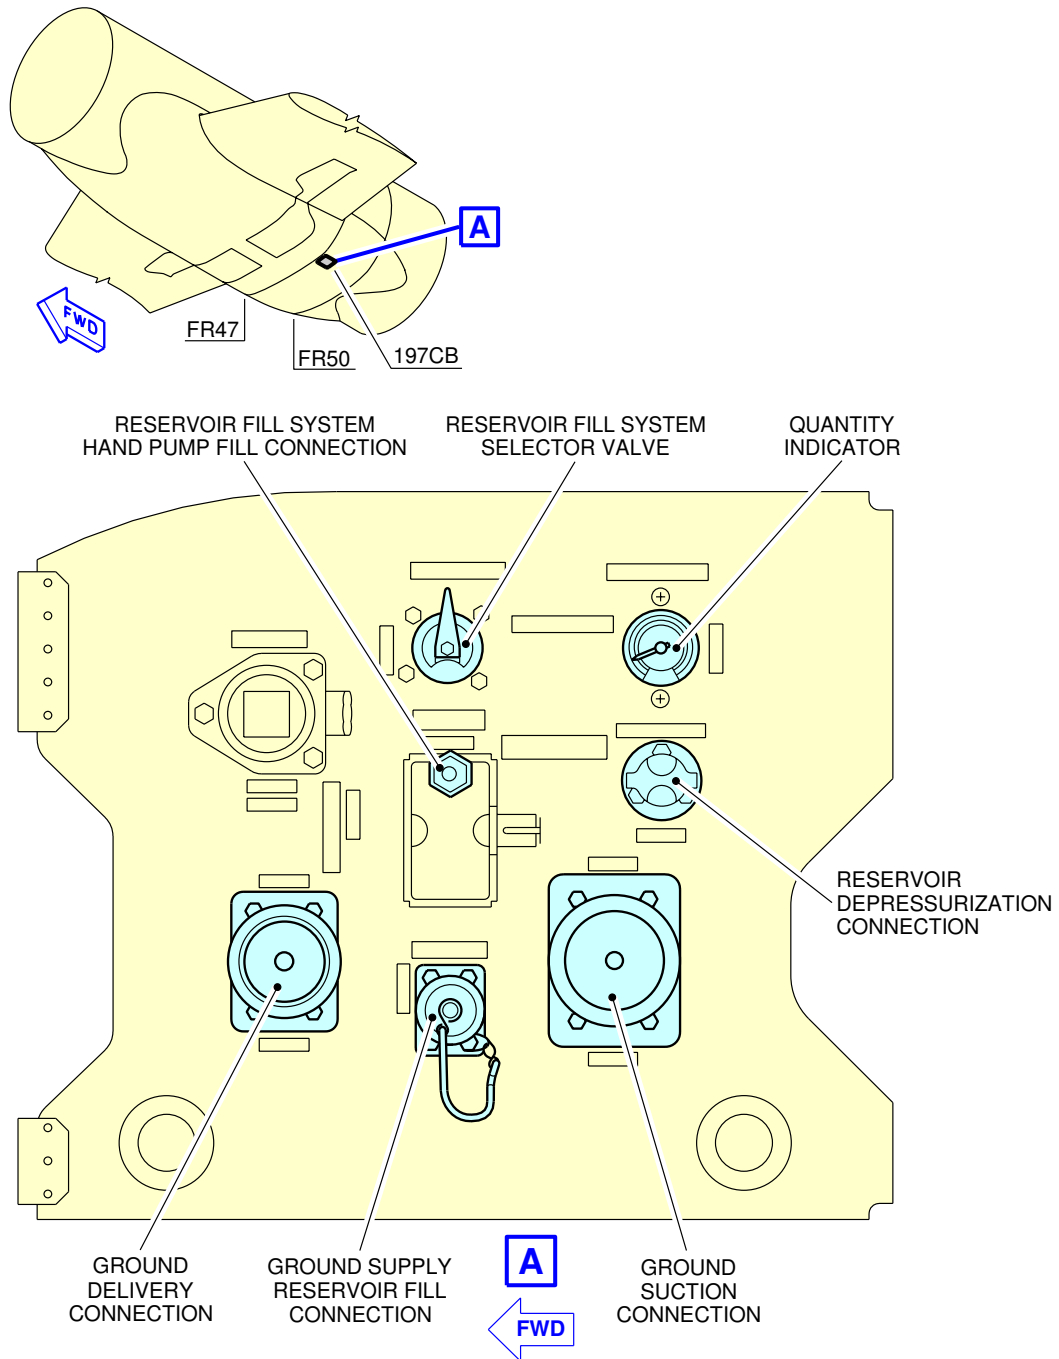 A
FWD
FR47
FR50
197CB
RESERVOIR FILL SYSTEM
HAND PUMP FILL CONNECTION
RESERVOIR FILL SYSTEM
SELECTOR VALVE
QUANTITY
INDICATOR
RESERVOIR
DEPRESSURIZATION
CONNECTION
GROUND
DELIVERY
CONNECTION
GROUND SUPPLY
RESERVOIR FILL
CONNECTION
A
FWD
GROUND
SUCTION
CONNECTION